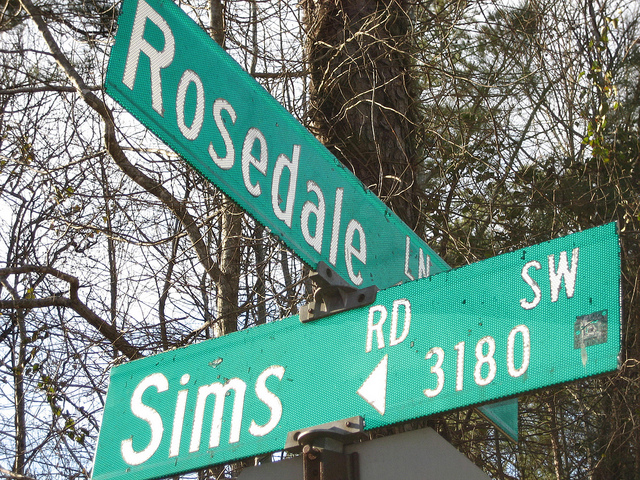 Rosedale LN
Sims RD 3180 SW